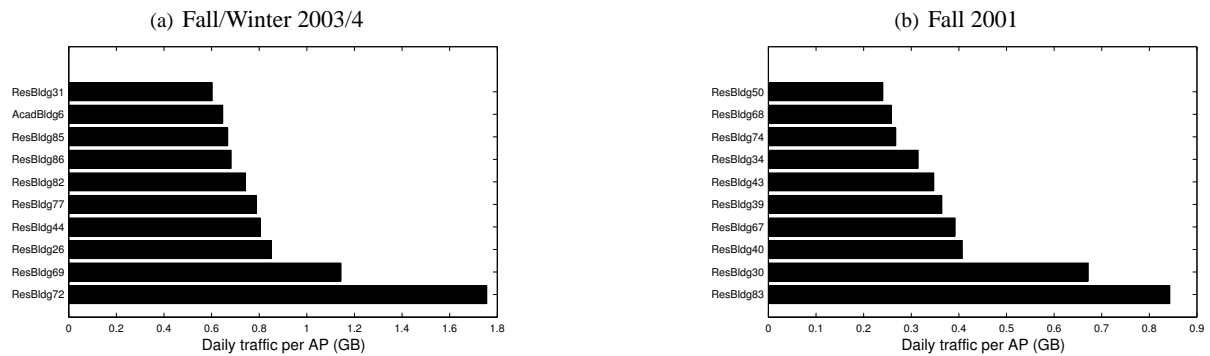 (a) Fall/Winter 2003/4
ResBldg31
AcadBldg6
ResBldg85
ResBldg86
ResBldg82
ResBldg77
ResBldg44
ResBldg26
ResBldg69
ResBldg72
0 0.2 0.4 0.6 0.8 1 1.2 1.4 1.6 1.8
Daily traffic per AP (GB)
(b) Fall 2001
ResBldg50
ResBldg68
ResBldg74
ResBldg34
ResBldg43
ResBldg39
ResBldg67
ResBldg40
ResBldg30
ResBldg83
0 0.1 0.2 0.3 0.4 0.5 0.6 0.7 0.8 0.9
Daily traffic per AP (GB)